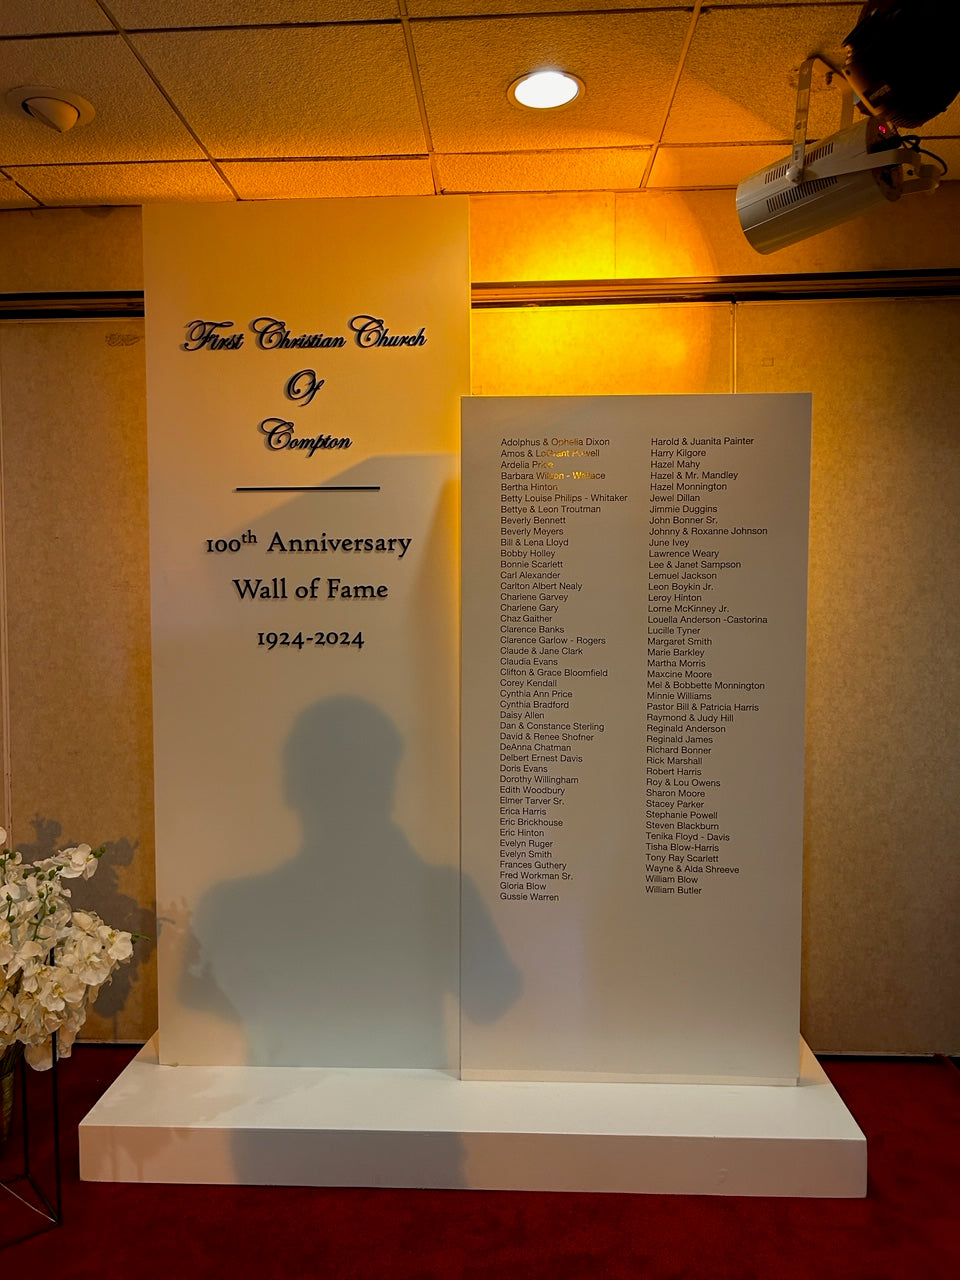 First Christian Church
Of
Compton
100th Anniversary
Wall of Fame
1924-2024
Adolphus & Ophelia Dixon
Amos & LoGrant Powell
Ardelia Price
Barbara Wilson - Wallace
Bertha Hinton
Betty Louise Philips - Whitaker
Bettye & Leon Troutman
Beverly Bennett
Beverly Meyers
Bill & Lena Lloyd
Bobby Holley
Bonnie Scarlett
Carl Alexander
Carlton Albert Nealy
Charlene Garvey
Charlene Gary
Chaz Gaither
Clarence Banks
Clarence Garlow - Rogers
Claude & Jane Clark
Claudia Evans
Clifton & Grace Bloomfield
Corey Kendall
Cynthia Ann Price
Cynthia Bradford
Daisy Allen
Dan & Constance Sterling
David & Renee Shofner
DeAnna Chatman
Delbert Ernest Davis
Doris Evans
Dorothy Willingham
Edith Woodbury
Elmer Tarver Sr.
Erica Harris
Eric Brickhouse
Eric Hinton
Evelyn Ruger
Evelyn Smith
Frances Guthery
Fred Workman Sr.
Gloria Blow
Gussie Warren
Harold & Juanita Painter
Harry Kilgore
Hazel Mahy
Hazel & Mr. Mandley
Hazel Monnington
Jewel Dillan
Jimmie Duggins
John Bonner Sr.
Johnny & Roxanne Johnson
June Ivey
Lawrence Weary
Lee & Janet Sampson
Lemuel Jackson
Leon Boykin Jr.
Leroy Hinton
Lorne McKinney Jr.
Louella Anderson -Castorina
Lucille Tyner
Margaret Smith
Marie Barkley
Martha Morris
Maxcine Moore
Mel & Bobbette Monnington
Minnie Williams
Pastor Bill & Patricia Harris
Raymond & Judy Hill
Reginald Anderson
Reginald James
Richard Bonner
Rick Marshall
Robert Harris
Roy & Lou Owens
Sharon Moore
Stacey Parker
Stephanie Powell
Steven Blackburn
Tenika Floyd - Davis
Tisha Blow-Harris
Tony Ray Scarlett
Wayne & Alda Shreeve
William Blow
William Butler